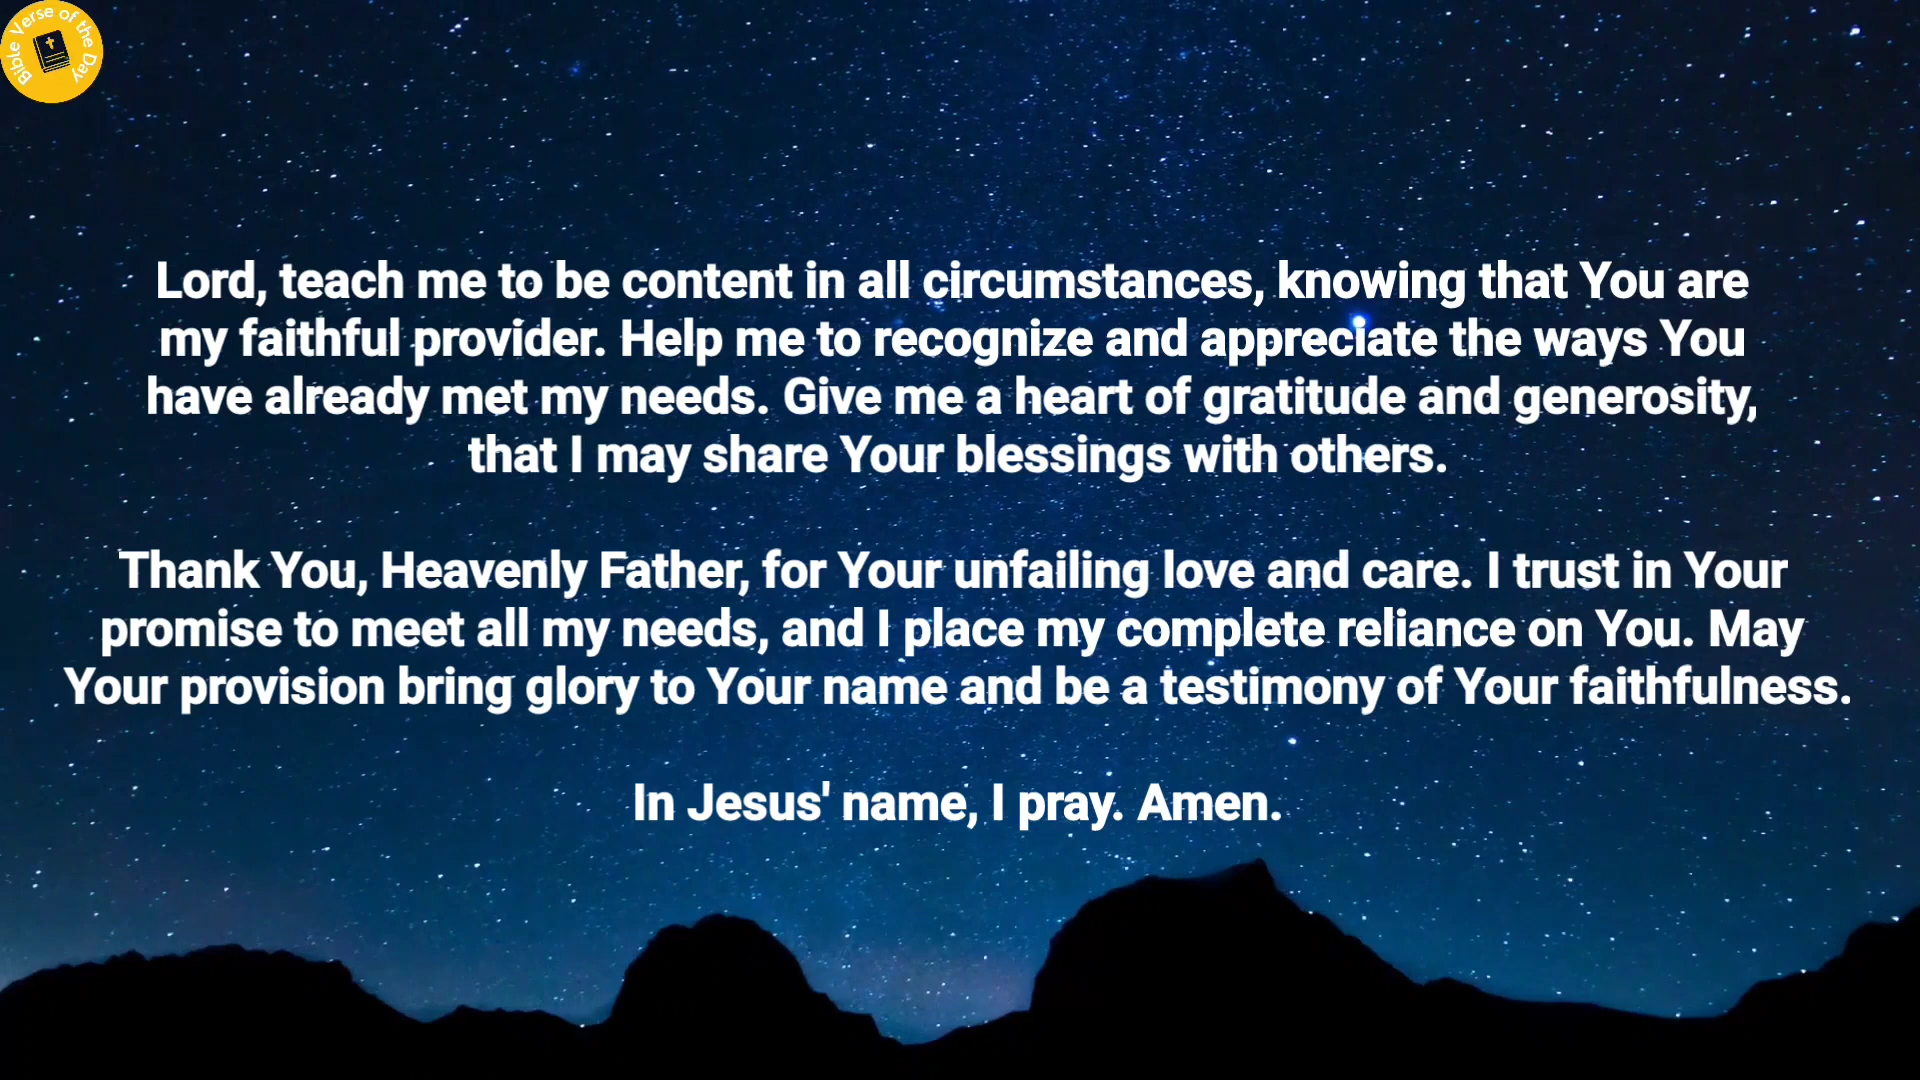 Bible Verse of the Day
Lord, teach me to be content in all circumstances, knowing that You are
my faithful provider. Help me to recognize and appreciate the ways You
have already met my needs. Give me a heart of gratitude and generosity,
that I may share Your blessings with others.
Thank You, Heavenly Father, for Your unfailing love and care. I trust in Your
promise to meet all my needs, and I place my complete reliance on You. May
Your provision bring glory to Your name and be a testimony of Your faithfulness.
In Jesus' name, I pray. Amen.